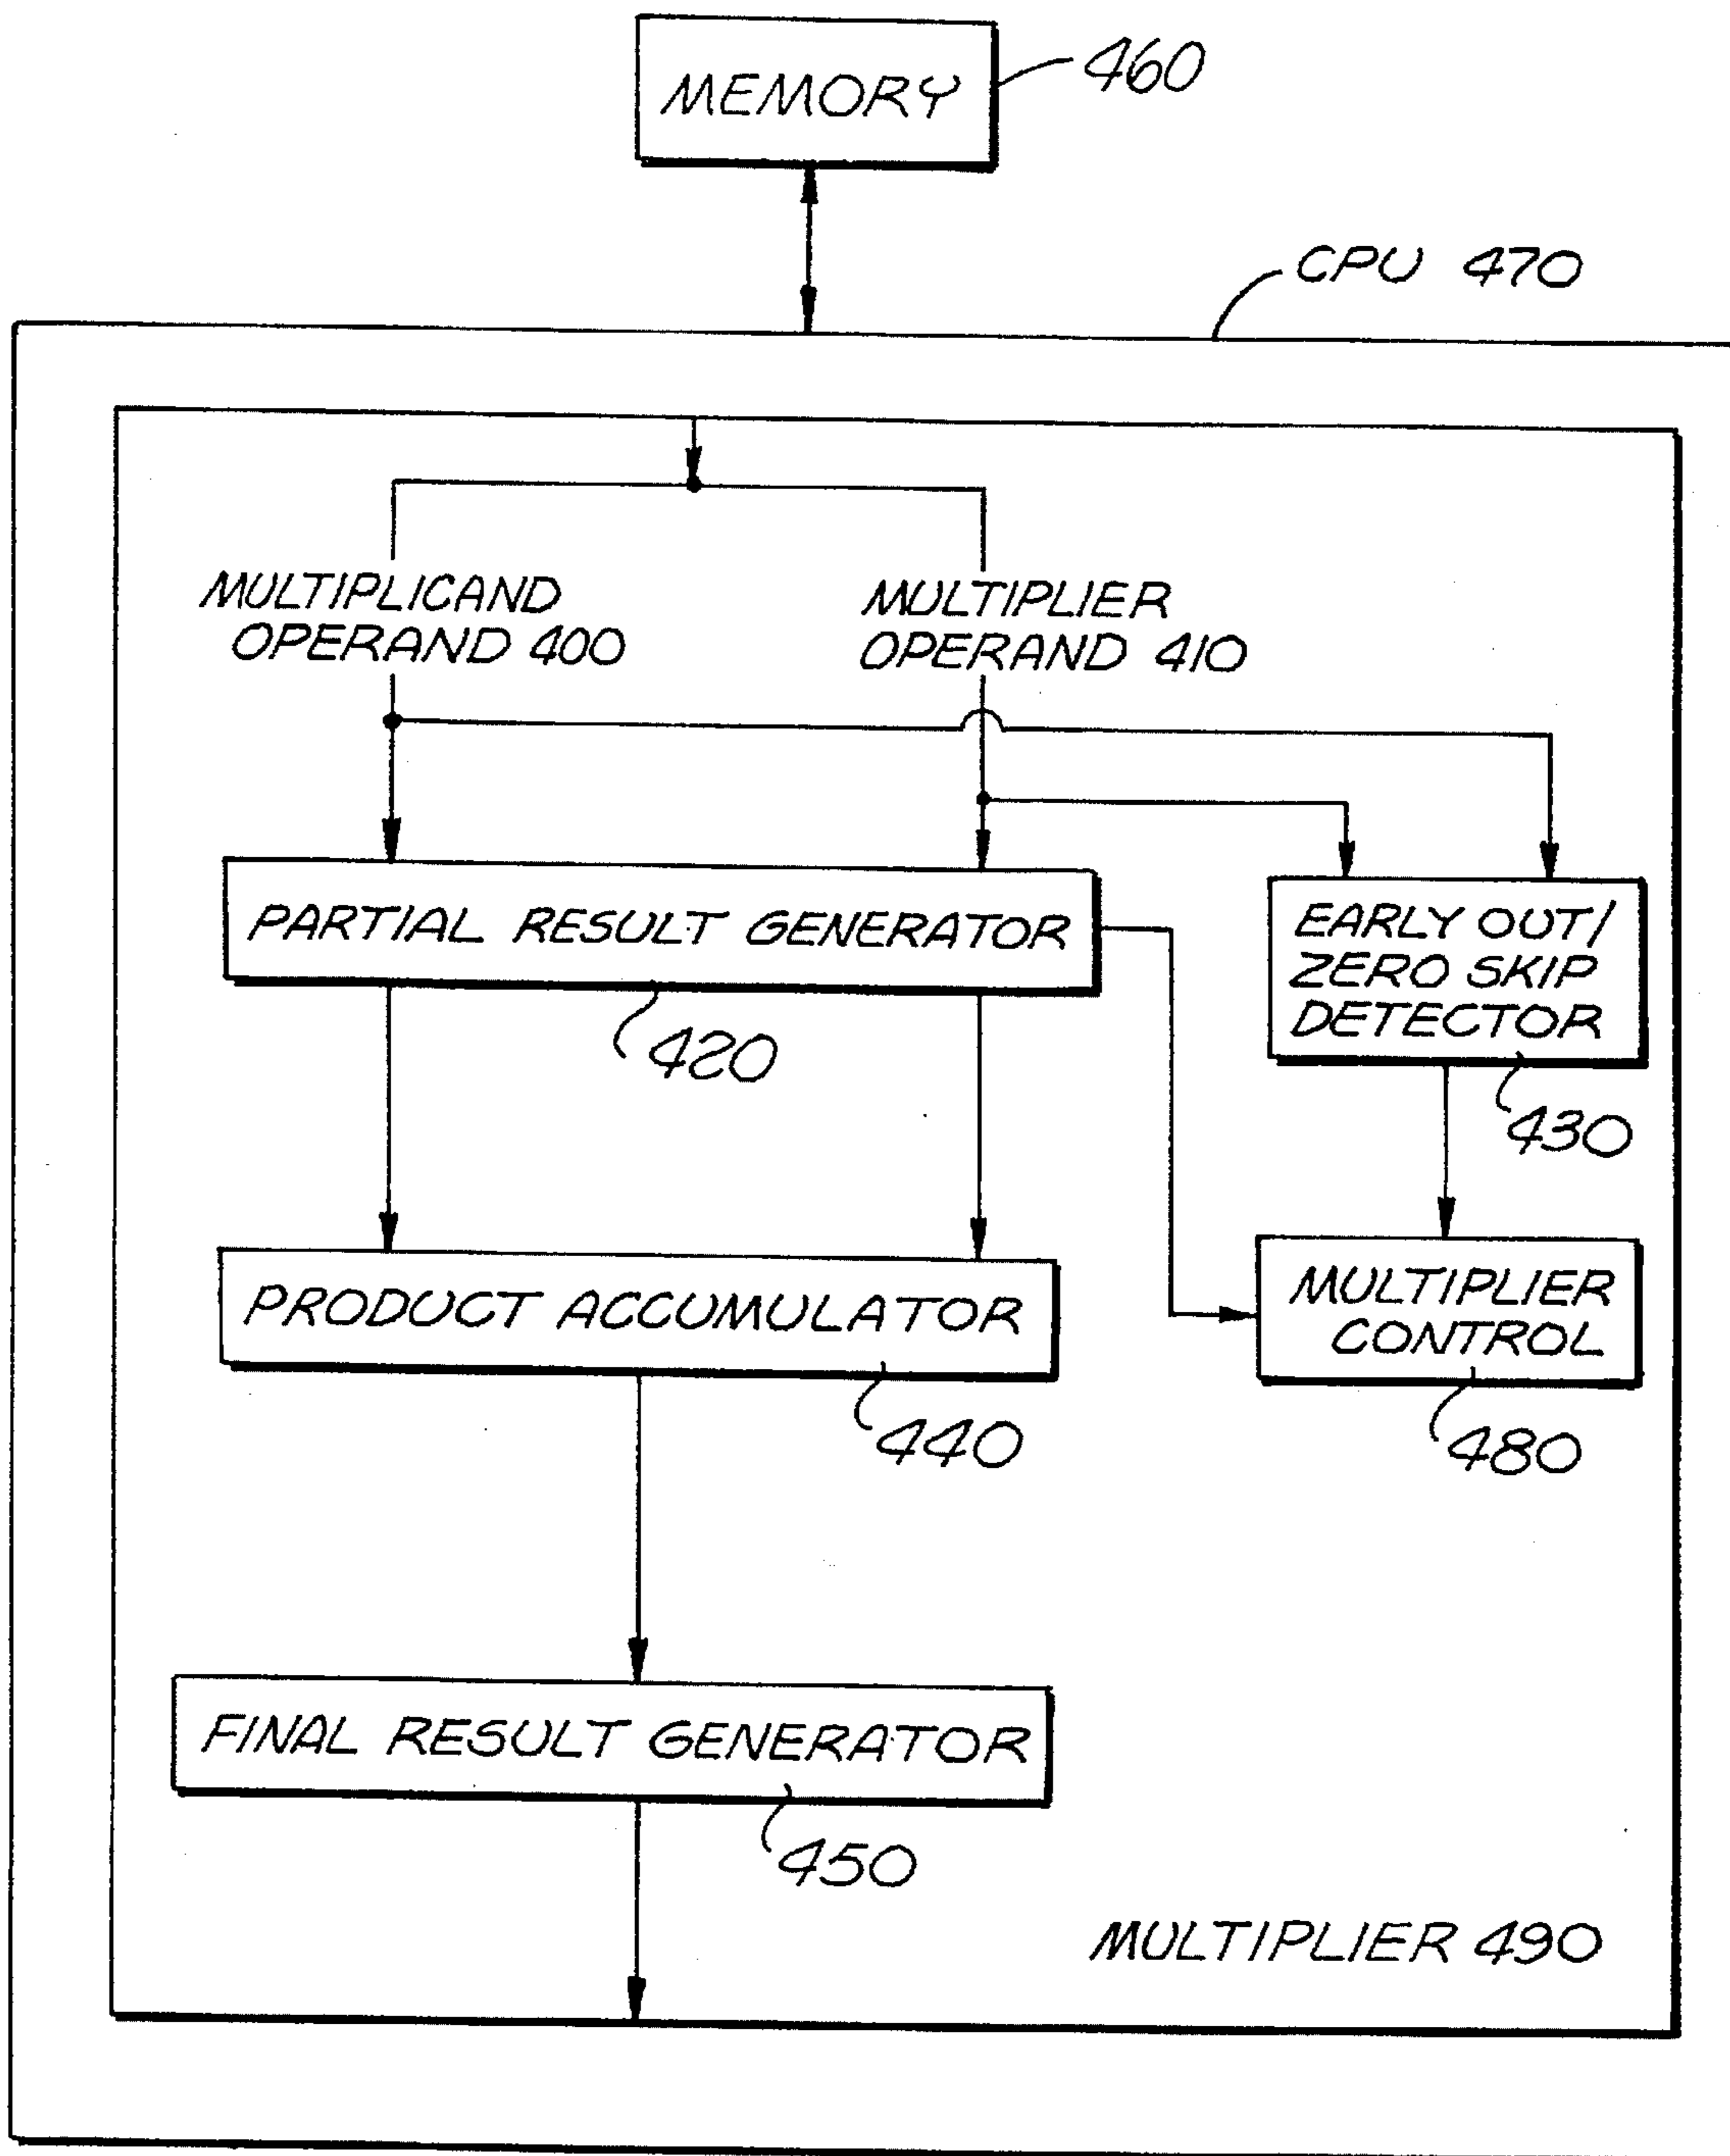 MEMORY
460
CPU 470
MULTIPLICAND
OPERAND 400
MULTIPLIER
OPERAND 410
PARTIAL RESULT GENERATOR
420
EARLY OUT/
ZERO SKIP
DETECTOR
430
PRODUCT ACCUMULATOR
440
MULTIPLIER
CONTROL
480
FINAL RESULT GENERATOR
450
MULTIPLIER 490